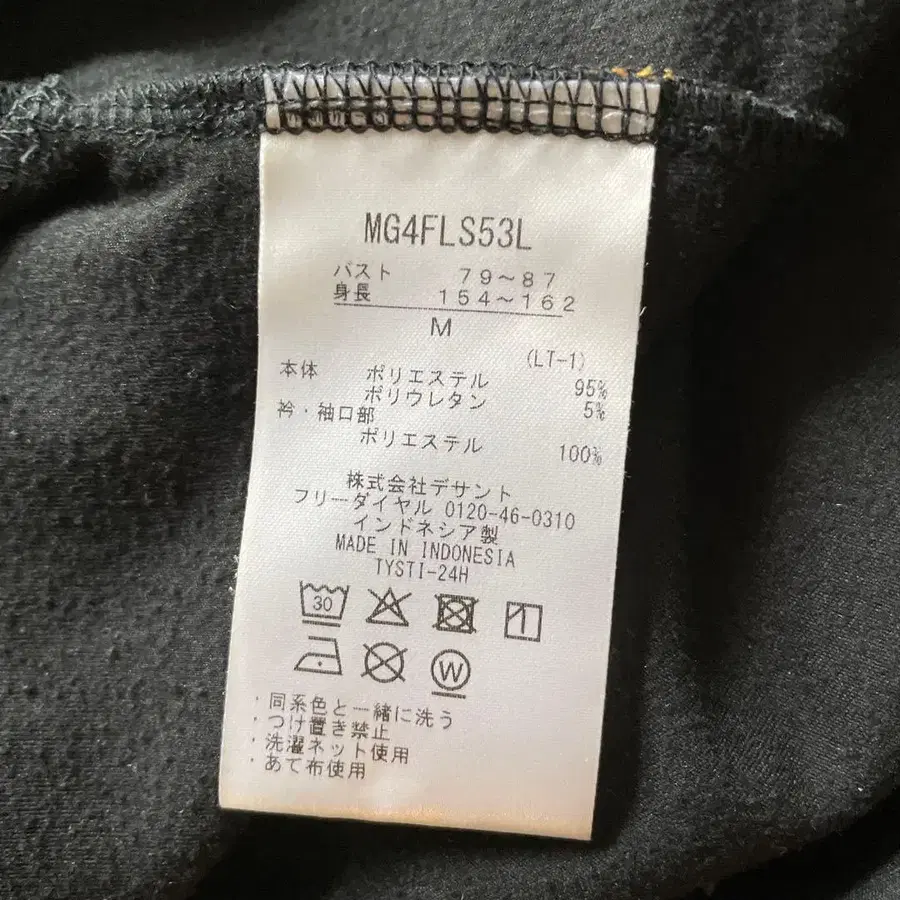 MG4FLS53L
バスト 79〜87
身長 154〜162
M
(LT-1)
本体 ポリエステル 95%
ポリウレタン 5%
衿・袖口部
ポリエステル 100%
株式会社デサント
フリーダイヤル 0120-46-0310
インドネシア製
MADE IN INDONESIA
TYSTI-24H
30
W
・同系色と一緒に洗う
・つけ置き禁止
・洗濯ネット使用
・あて布使用